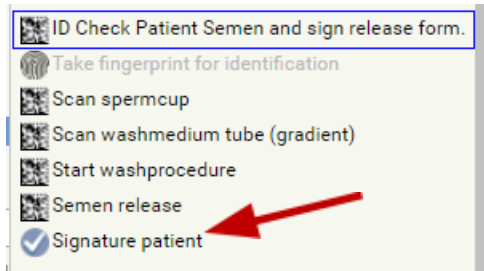 ID Check Patient Semen and sign release form.
Take fingerprint for identification
Scan spermcup
Scan washmedium tube (gradient)
Start washprocedure
Semen release
Signature patient